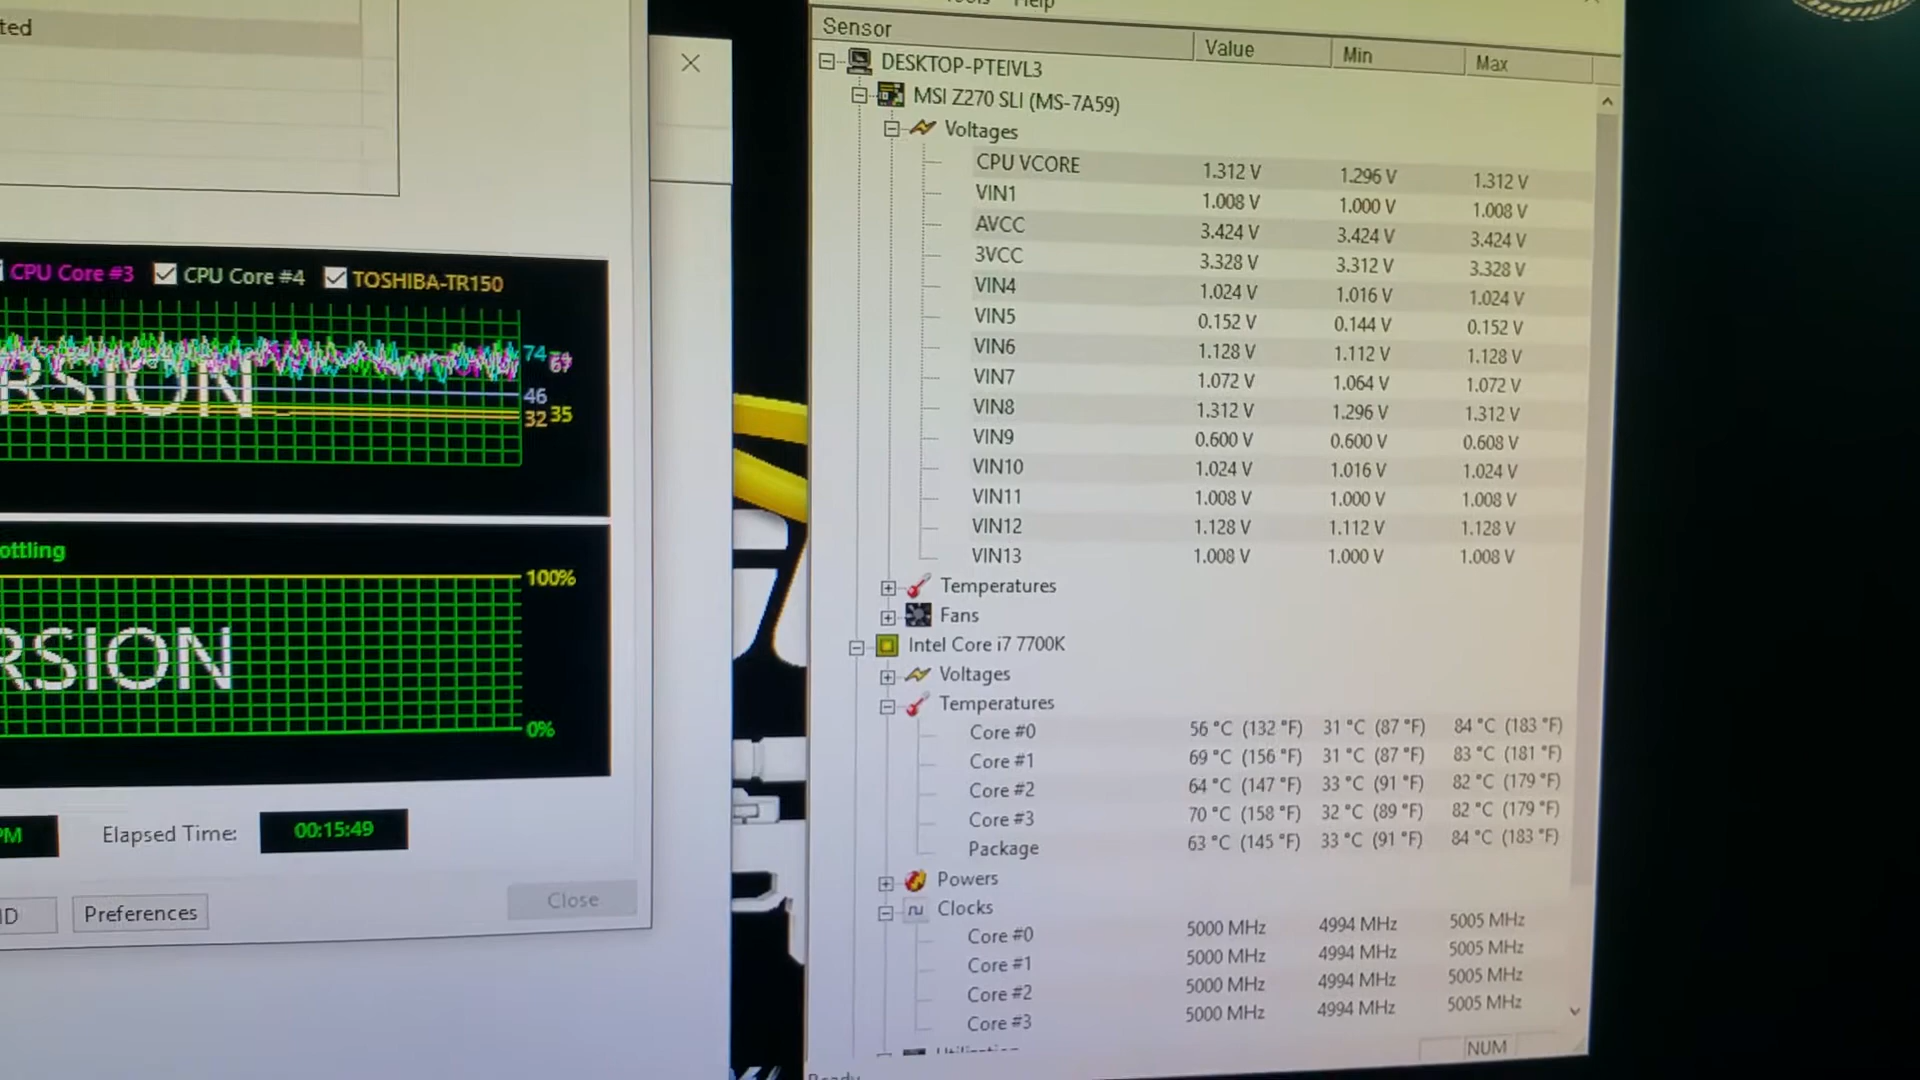 ted
CPU Core #3 CPU Core #4 TOSHIBA-TR150
74
67
46
32 35
RSION
ottling
100%
RSION
0%
PM Elapsed Time: 00:15:49
ID Preferences Close
Help
Sensor Value Min Max
DESKTOP-PTEIVL3
MSI Z270 SLI (MS-7A59)
Voltages
CPU VCORE 1.312 V 1.296 V 1.312 V
VIN1 1.008 V 1.000 V 1.008 V
AVCC 3.424 V 3.424 V 3.424 V
3VCC 3.328 V 3.312 V 3.328 V
VIN4 1.024 V 1.016 V 1.024 V
VIN5 0.152 V 0.144 V 0.152 V
VIN6 1.128 V 1.112 V 1.128 V
VIN7 1.072 V 1.064 V 1.072 V
VIN8 1.312 V 1.296 V 1.312 V
VIN9 0.600 V 0.600 V 0.608 V
VIN10 1.024 V 1.016 V 1.024 V
VIN11 1.008 V 1.000 V 1.008 V
VIN12 1.128 V 1.112 V 1.128 V
VIN13 1.008 V 1.000 V 1.008 V
Temperatures
Fans
Intel Core i7 7700K
Voltages
Temperatures
Core #0 56 °C (132 °F) 31 °C (87 °F) 84 °C (183 °F)
Core #1 69 °C (156 °F) 31 °C (87 °F) 83 °C (181 °F)
Core #2 64 °C (147 °F) 33 °C (91 °F) 82 °C (179 °F)
Core #3 70 °C (158 °F) 32 °C (89 °F) 82 °C (179 °F)
Package 63 °C (145 °F) 33 °C (91 °F) 84 °C (183 °F)
Powers
Clocks
Core #0 5000 MHz 4994 MHz 5005 MHz
Core #1 5000 MHz 4994 MHz 5005 MHz
Core #2 5000 MHz 4994 MHz 5005 MHz
Core #3 5000 MHz 4994 MHz 5005 MHz
NUM